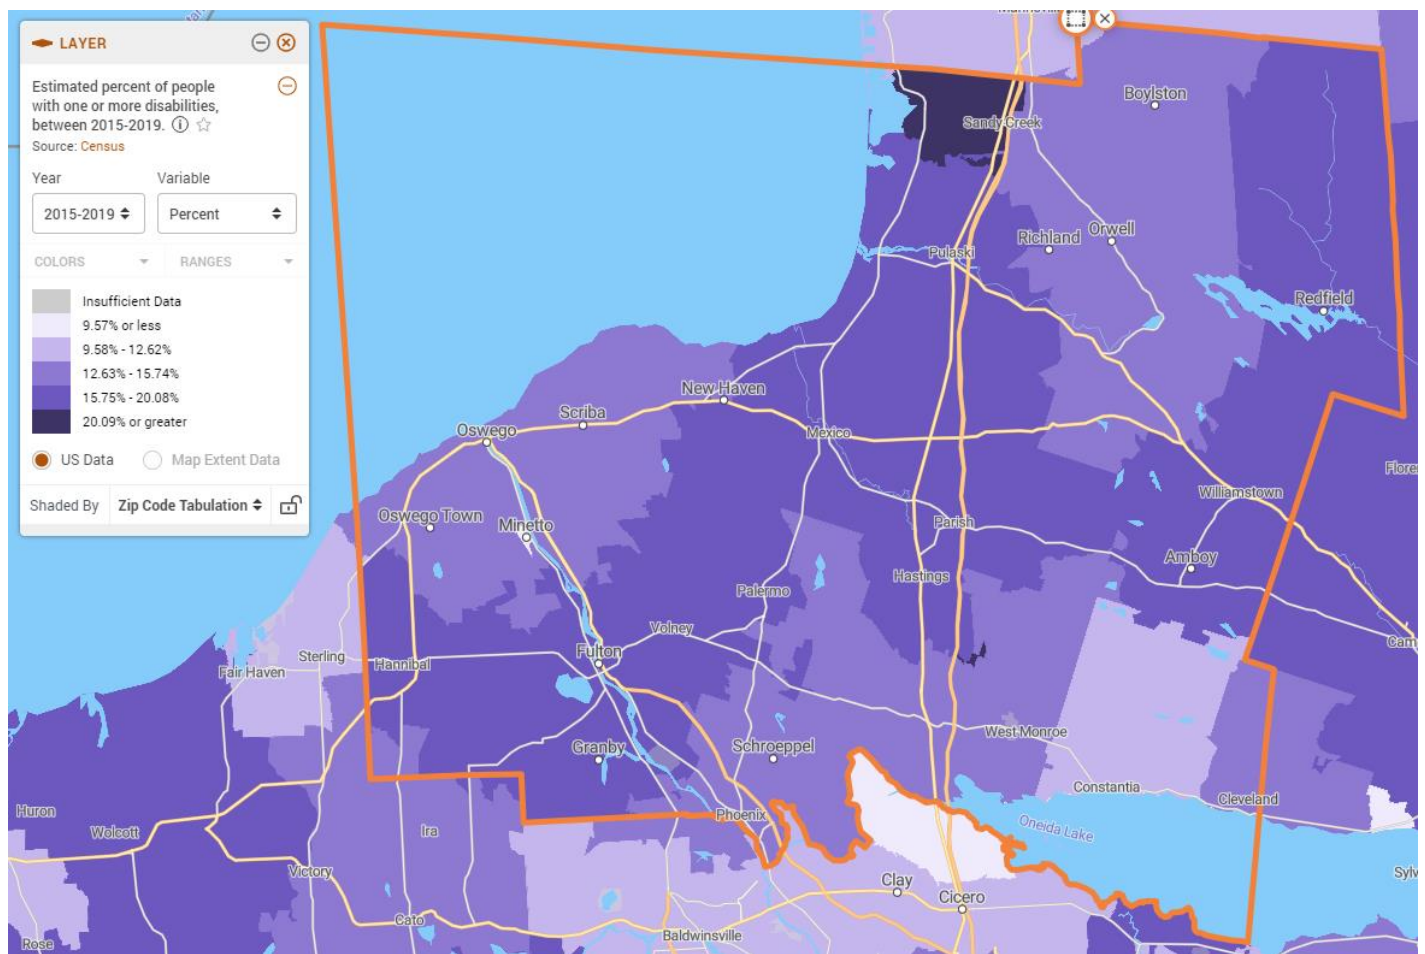 LAYER
Estimated percent of people
with one or more disabilities,
between 2015-2019.
Source: Census
Year
Variable
2015-2019
Percent
COLORS
RANGES
Insufficient Data
9.57% or less
9.58% - 12.62%
12.63% - 15.74%
15.75% - 20.08%
20.09% or greater
US Data
Map Extent Data
Shaded By
Zip Code Tabulation
Boylston
Sandy Creek
Richland
Orwell
Pulaski
Redfield
New Haven
Scriba
Oswego
Mexico
Williamstown
Oswego Town
Minetto
Parish
Amboy
Hastings
Palermo
Volney
Fulton
Sterling
Hannibal
Fair Haven
West Monroe
Granby
Schroeppel
Constantia
Cleveland
Huron
Wolcott
Ira
Phoenix
Oneida Lake
Victory
Clay
Cicero
Cato
Baldwinsville
Rose
Flore
Cam
Sylv